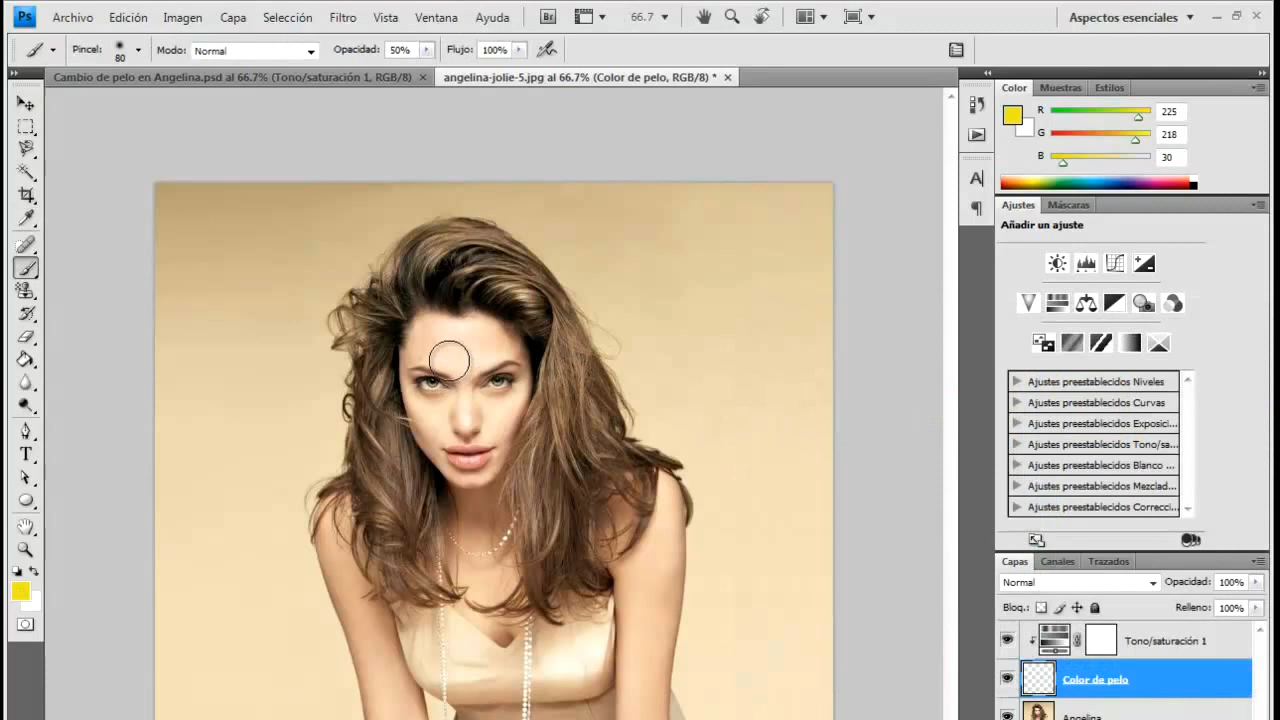 Ps Archivo Edición Imagen Capa Selección Filtro Vista Ventana Ayuda Br 66.7 Aspectos esenciales
Pincel: 80 Modo: Normal Opacidad: 50% Flujo: 100%
Cambio de pelo en Angelina.psd al 66.7% (Tono/saturación 1, RGB/8) × angelina-jolie-5.jpg al 66.7% (Color de pelo, RGB/8) * ×
Color Muestras Estilos
R 225
G 218
B 30
Ajustes Máscaras
Añadir un ajuste
Ajustes preestablecidos Niveles
Ajustes preestablecidos Curvas
Ajustes preestablecidos Exposici...
Ajustes preestablecidos Tono/sa...
Ajustes preestablecidos Blanco ...
Ajustes preestablecidos Mezclad...
Ajustes preestablecidos Correcci...
Capas Canales Trazados
Normal Opacidad: 100%
Bloq.: Relleno: 100%
Tono/saturación 1
Color de pelo
Angelina